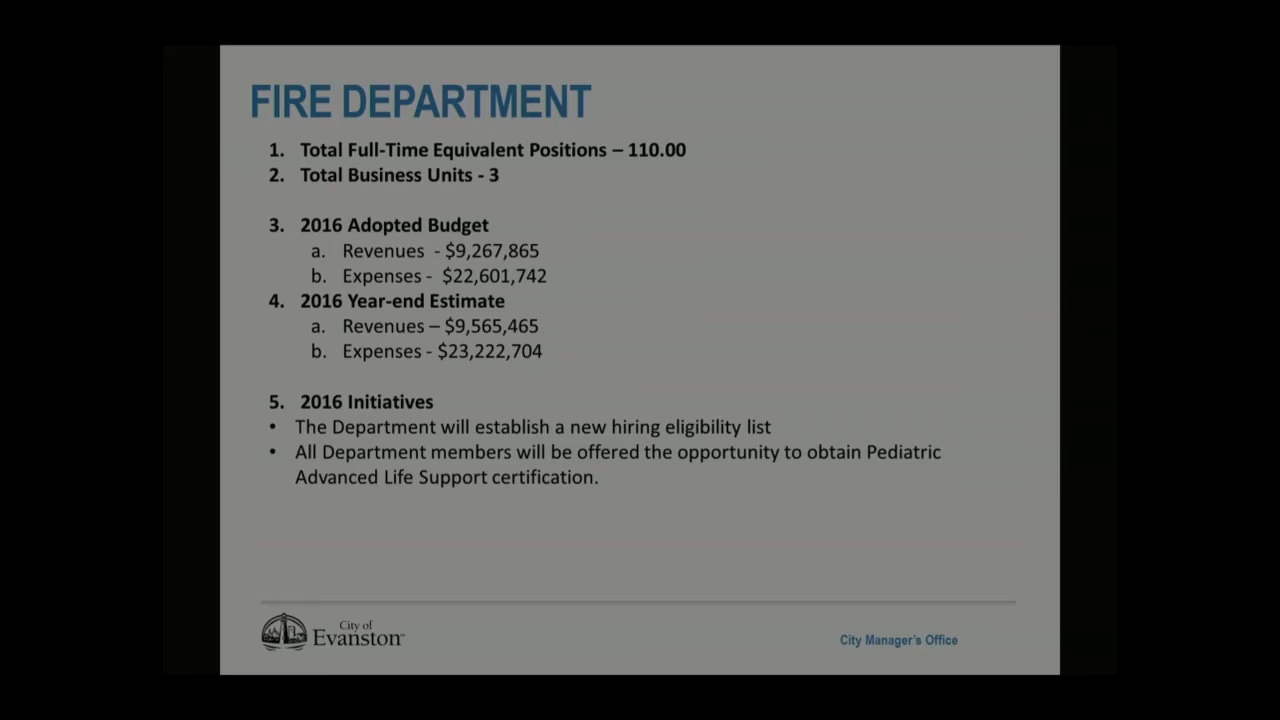 FIRE DEPARTMENT
1. Total Full-Time Equivalent Positions – 110.00
2. Total Business Units - 3
3. 2016 Adopted Budget
a. Revenues - $9,267,865
b. Expenses - $22,601,742
4. 2016 Year-end Estimate
a. Revenues – $9,565,465
b. Expenses - $23,222,704
5. 2016 Initiatives
• The Department will establish a new hiring eligibility list
• All Department members will be offered the opportunity to obtain Pediatric
Advanced Life Support certification.
City of
Evanston
City Manager's Office